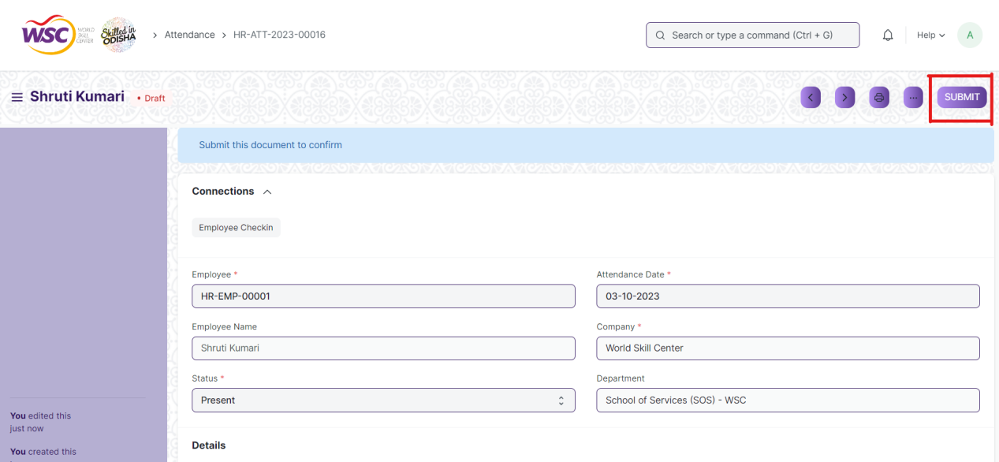 WSC WORLD SKILL CENTER
Skilled in ODISHA
Attendance
HR-ATT-2023-00016
Search or type a command (Ctrl + G)
Help
A
Shruti Kumari
• Draft
...
SUBMIT
Submit this document to confirm
Connections
Employee Checkin
Employee *
Attendance Date *
HR-EMP-00001
03-10-2023
Employee Name
Company *
Shruti Kumari
World Skill Center
Status *
Department
Present
School of Services (SOS) - WSC
You edited this
just now
Details
You created this